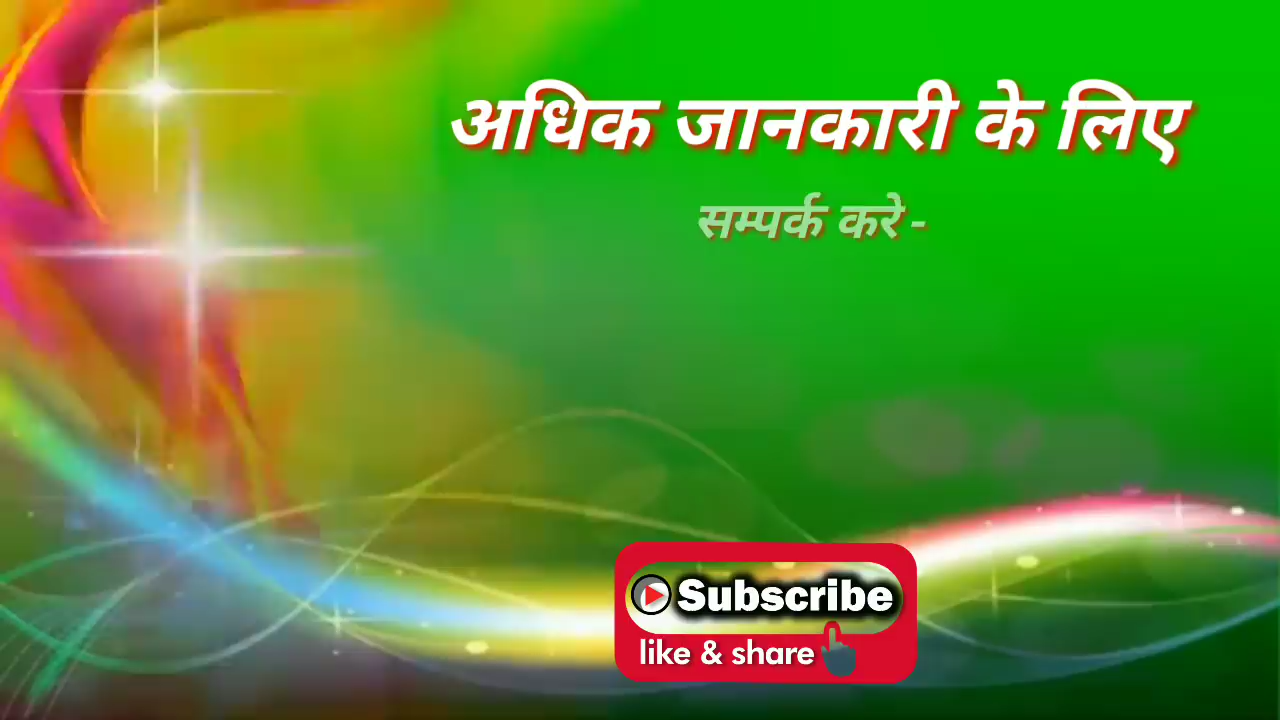 अधिक जानकारी के लिए
सम्पर्क करे -
Subscribe
like & share